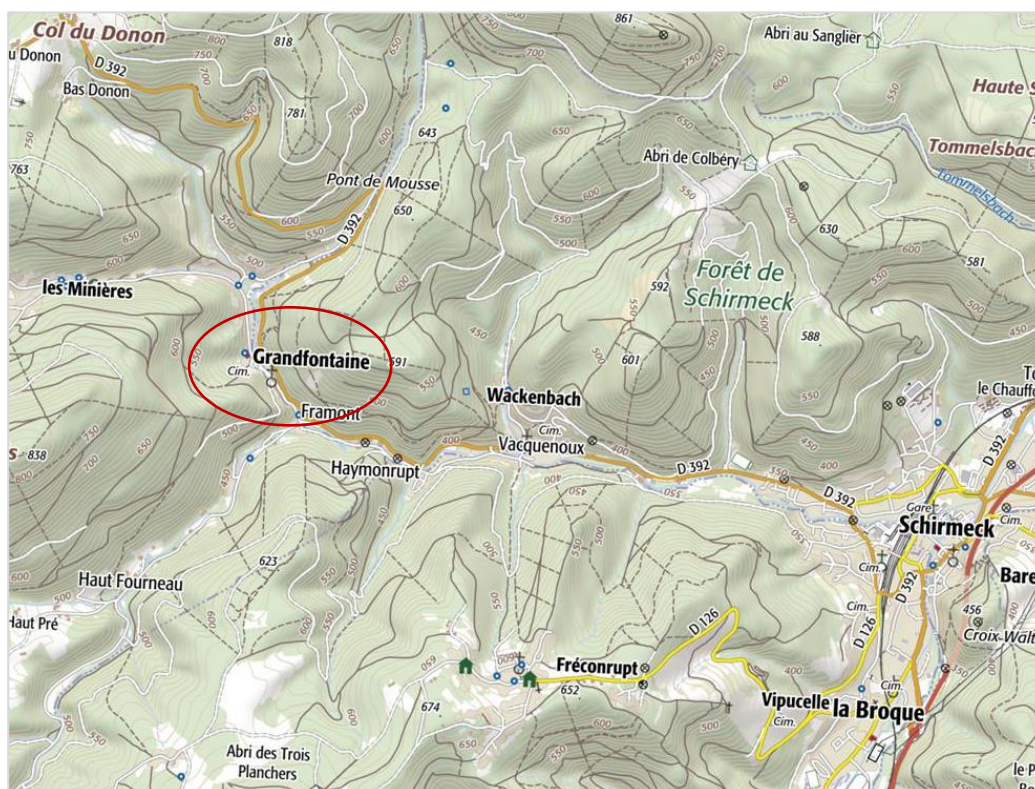 861
Abri au Sanglier
Col du Donon
818
D 392
u Donon
Bas Donon
Haute S
781
643
Tommelsbach
Abri de Colbéry
Tommelsbach
763
Pont de Mousse
650
D 392
630
581
Forêt de
Schirmeck
592
les Minières
588
Grandfontaine
591
601
Cim.
le Chauffo
Wackenbach
Framont
Cim.
Vacquenoux
838
Haymonrupt
D 392
D 392
Gare
Schirmeck
Cim.
623
Cim.
D 392
Bare
Haut Fourneau
Haut Pré
D 126
Cim.
456
Croix-Walt
D 126
Fréconrupt
652
674
Vipucelle
la Broque
Cim.
Cim.
Abri des Trois
Planchers
le P